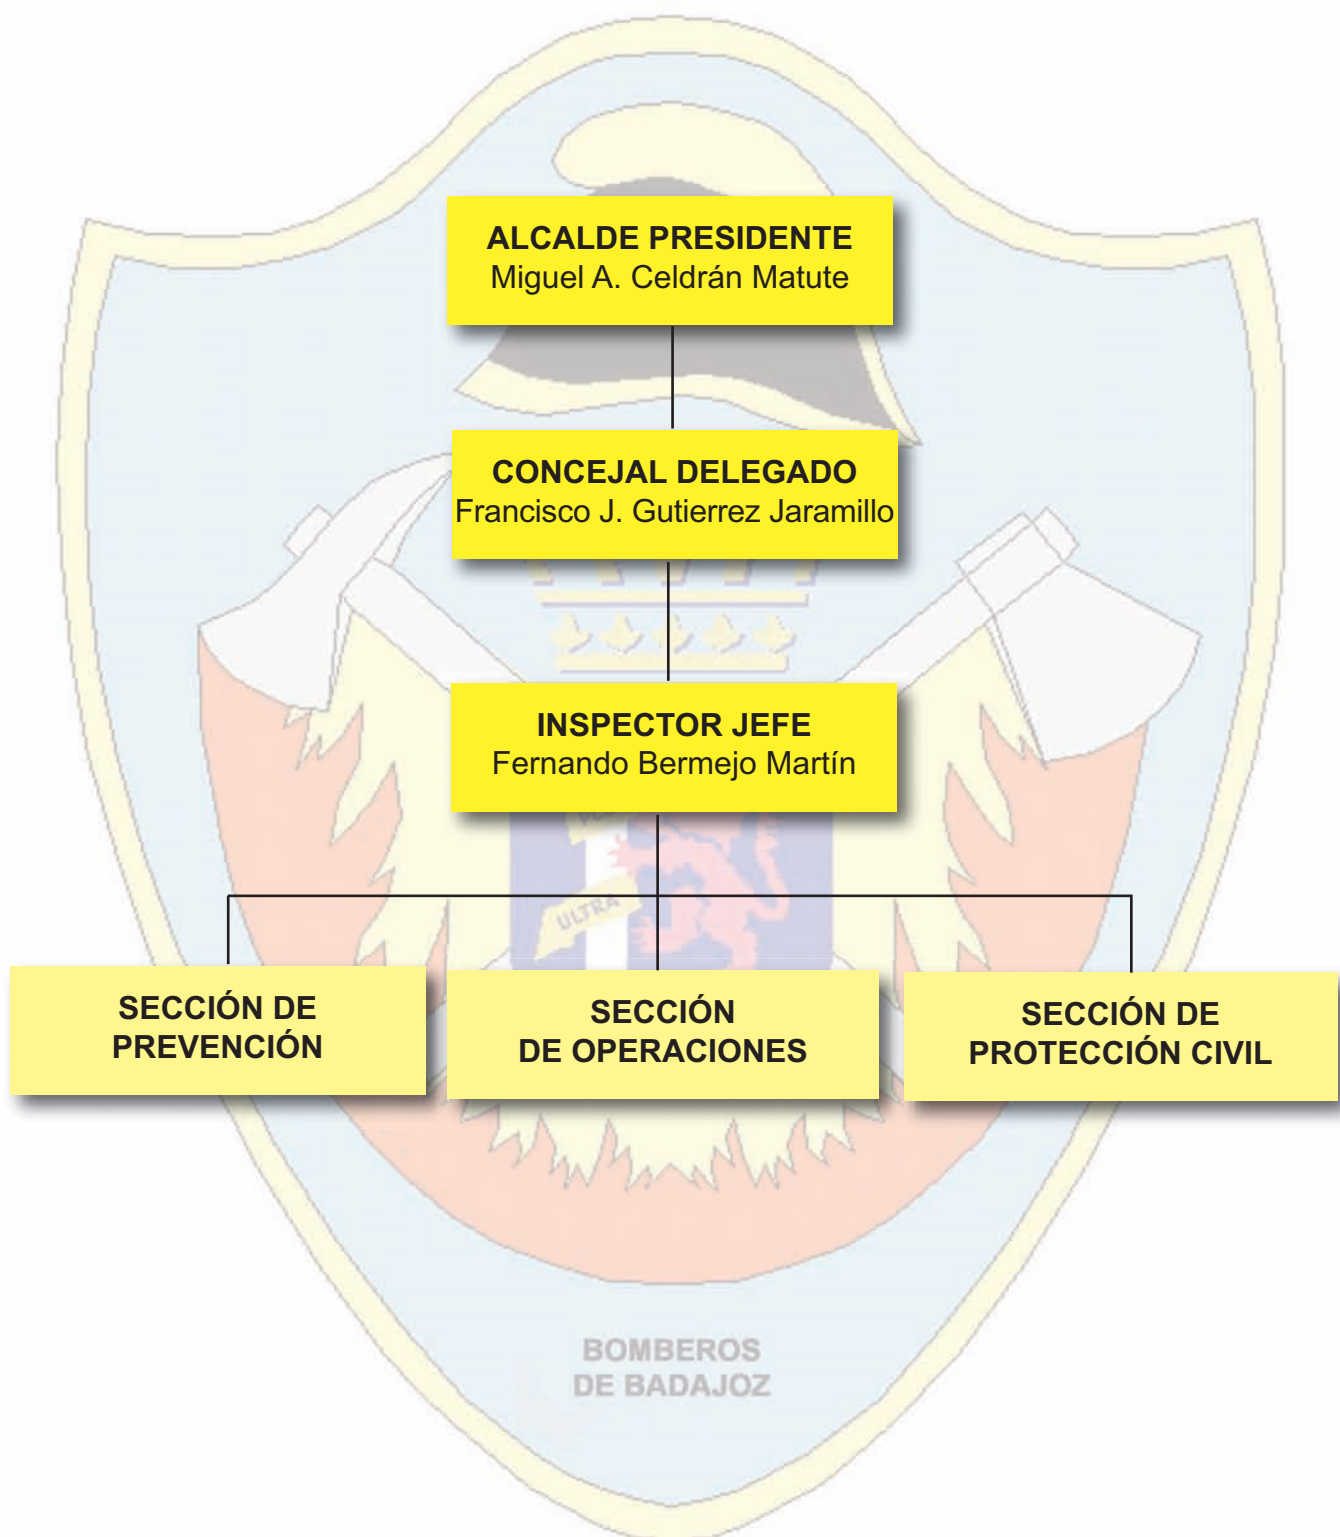 ALCALDE PRESIDENTE
Miguel A. Celdrán Matute
CONCEJAL DELEGADO
Francisco J. Gutierrez Jaramillo
INSPECTOR JEFE
Fernando Bermejo Martín
ULTRA
SECCIÓN DE
PREVENCIÓN
SECCIÓN
DE OPERACIONES
SECCIÓN DE
PROTECCIÓN CIVIL
BOMBEROS
DE BADAJOZ